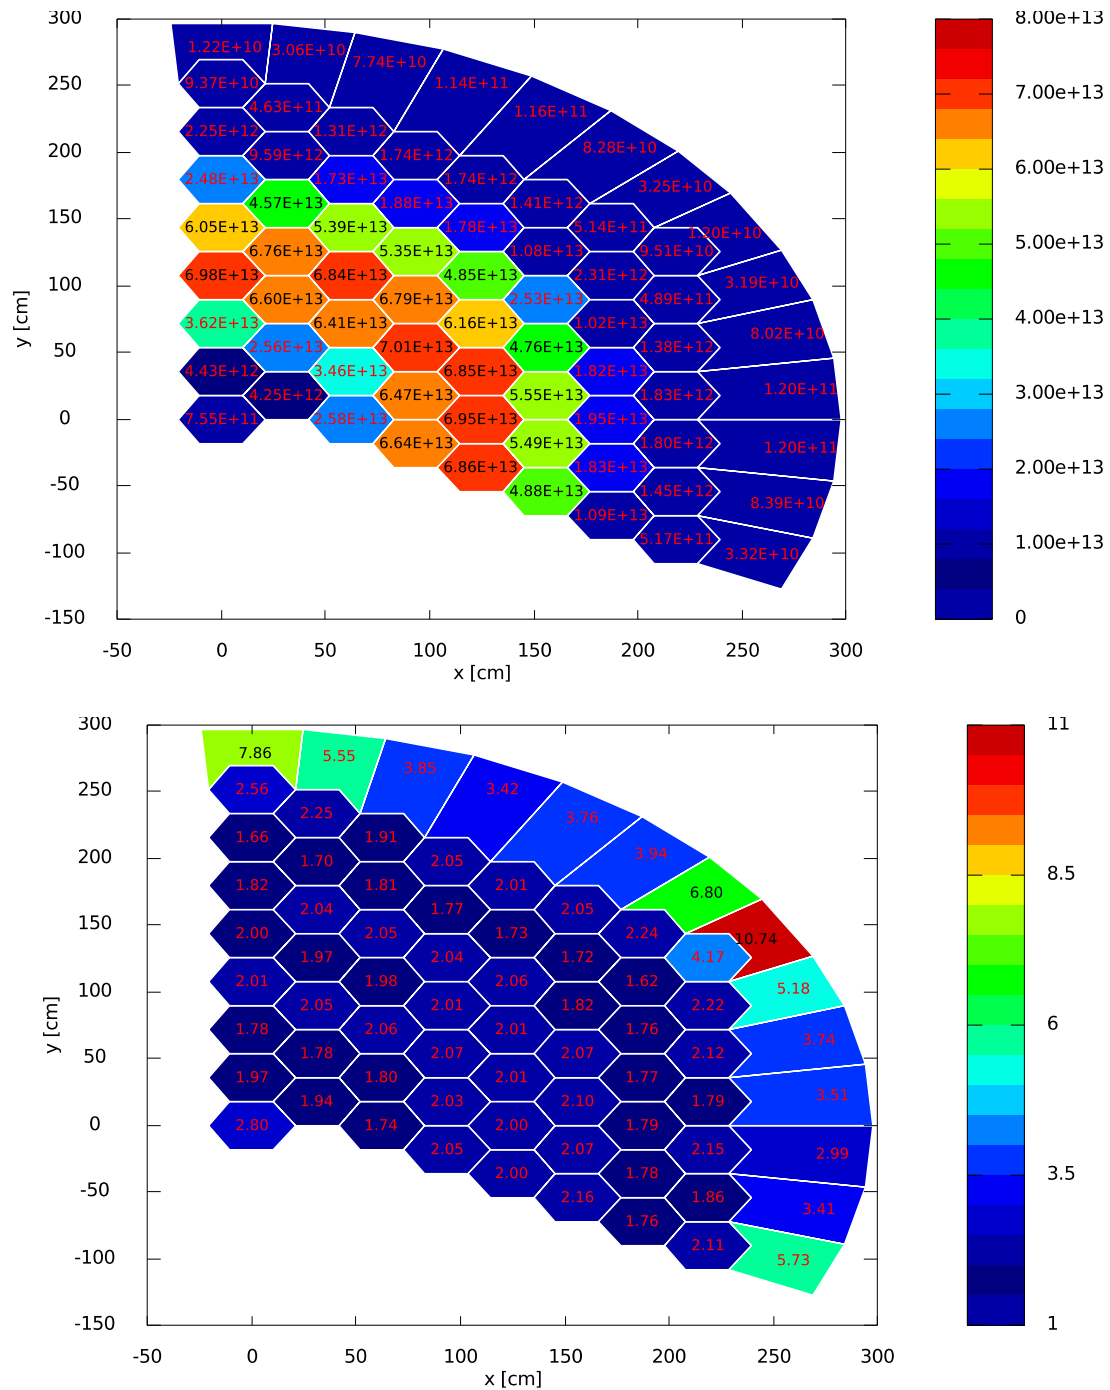 300
250
200
150
100
50
0
-50
-100
-150
y [cm]
-50 0 50 100 150 200 250 300
x [cm]
1.22E+10 3.06E+10
7.74E+10
9.37E+10 1.14E+11
4.63E+11 1.16E+11
2.25E+12 1.31E+12
9.59E+12 1.74E+12 8.28E+10
2.48E+13 1.73E+13 1.74E+12 3.25E+10
4.57E+13 1.88E+13 1.41E+12
6.05E+13 5.39E+13 1.78E+13 5.14E+11 1.20E+10
6.76E+13 5.35E+13 1.08E+13 9.51E+10
6.98E+13 6.84E+13 4.85E+13 2.31E+12 3.19E+10
6.60E+13 6.79E+13 2.53E+13 4.89E+11
3.62E+13 6.41E+13 6.16E+13 1.02E+13 8.02E+10
2.56E+13 7.01E+13 4.76E+13 1.38E+12
4.43E+12 3.46E+13 6.85E+13 1.82E+13 1.20E+11
4.25E+12 6.47E+13 5.55E+13 1.83E+12
7.55E+11 2.58E+13 6.95E+13 1.95E+13 1.20E+11
6.64E+13 5.49E+13 1.80E+12
6.86E+13 1.83E+13
4.88E+13 1.45E+12 8.39E+10
1.09E+13
5.17E+11 3.32E+10
8.00e+13
7.00e+13
6.00e+13
5.00e+13
4.00e+13
3.00e+13
2.00e+13
1.00e+13
0
300
250
200
150
100
50
0
-50
-100
-150
y [cm]
-50 0 50 100 150 200 250 300
x [cm]
7.86 5.55
3.85
2.56 3.42
2.25 3.76
1.66 1.91
1.70 2.05 3.94
1.82 1.81 2.01 6.80
2.04 1.77 2.05
2.00 2.05 1.73 2.24 10.74
1.97 2.04 1.72 4.17
2.01 1.98 2.06 1.62 5.18
2.05 2.01 1.82 2.22
1.78 2.06 2.01 1.76 3.74
1.78 2.07 2.07 2.12
1.97 1.80 2.01 1.77 3.51
1.94 2.03 2.10 1.79
2.80 1.74 2.00 1.79
2.05 2.07 2.15 2.99
2.00 1.78
2.16 1.86 3.41
1.76
2.11 5.73
11
8.5
6
3.5
1